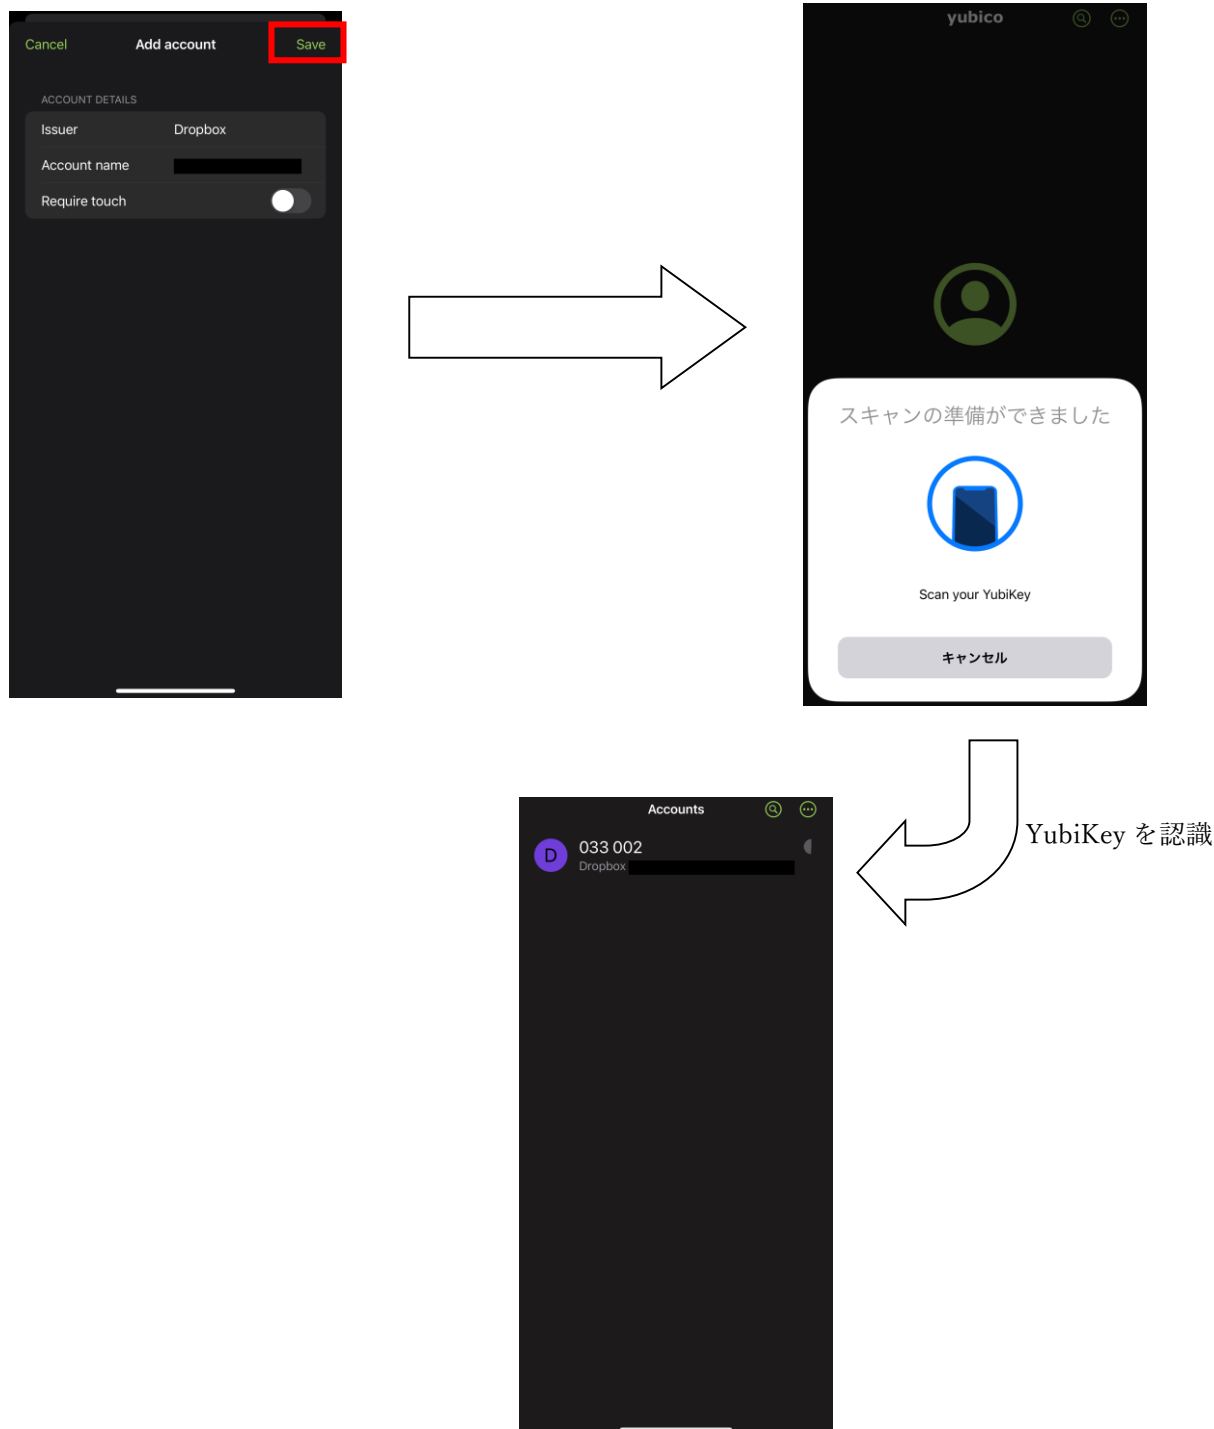 Cancel Add account Save
ACCOUNT DETAILS
Issuer Dropbox
Account name
Require touch
yubico
スキャンの準備ができました
Scan your YubiKey
キャンセル
YubiKey を認識
Accounts
D 033 002
Dropbox